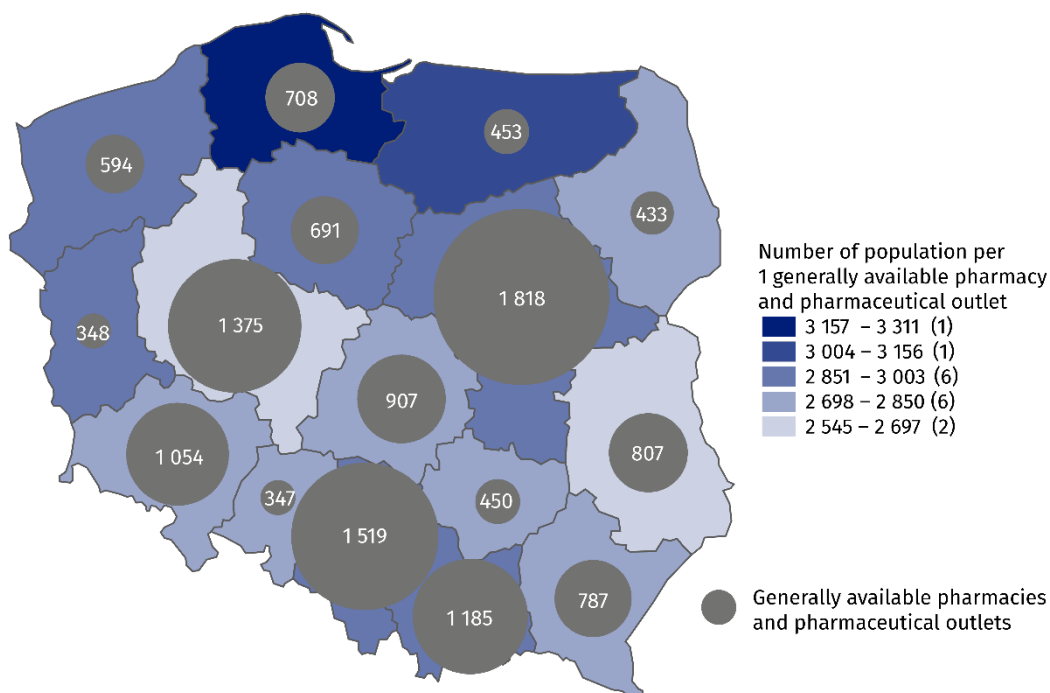 708
453
594
433
691
1 818
1 375
348
907
807
1 054
347
450
1 519
787
1 185
Number of population per
1 generally available pharmacy
and pharmaceutical outlet
3 157 – 3 311 (1)
3 004 – 3 156 (1)
2 851 – 3 003 (6)
2 698 – 2 850 (6)
2 545 – 2 697 (2)
Generally available pharmacies
and pharmaceutical outlets